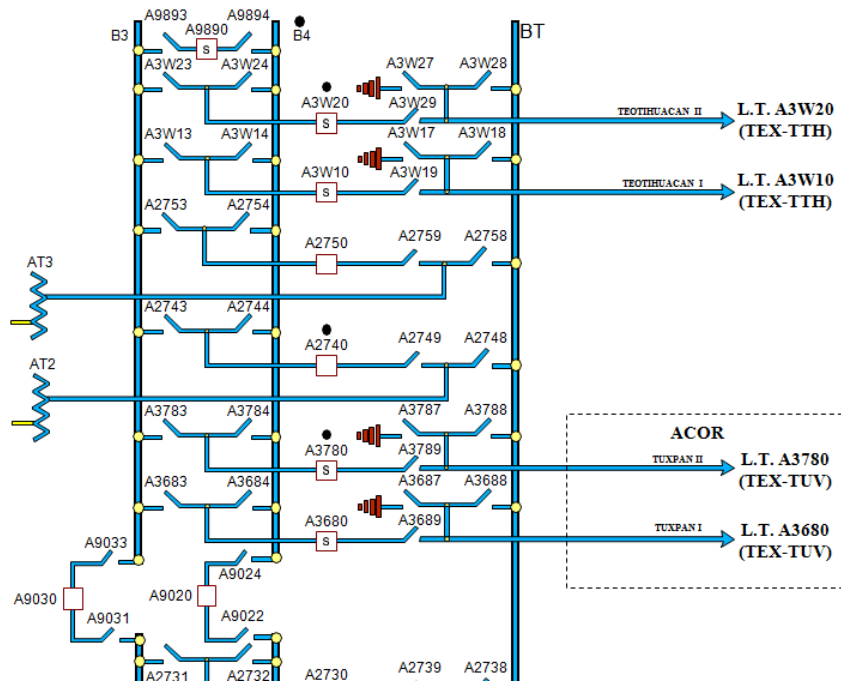 A9893
A9894
A9890
S
B3
B4
BT
A3W23
A3W24
A3W27
A3W28
A3W20
S
A3W29
TEOTIHUACAN II
L.T. A3W20
(TEX-TTH)
A3W13
A3W14
A3W17
A3W18
A3W10
S
A3W19
TEOTIHUACAN I
L.T. A3W10
(TEX-TTH)
A2753
A2754
A2750
A2759
A2758
AT3
A2743
A2744
A2740
A2749
A2748
AT2
A3783
A3784
A3787
A3788
ACOR
A3780
S
A3789
TUXPAN II
L.T. A3780
(TEX-TUV)
A3683
A3684
A3687
A3688
A3680
S
A3689
TUXPAN I
L.T. A3680
(TEX-TUV)
A9033
A9024
A9030
A9020
A9031
A9022
A2731
A2732
A2730
A2739
A2738